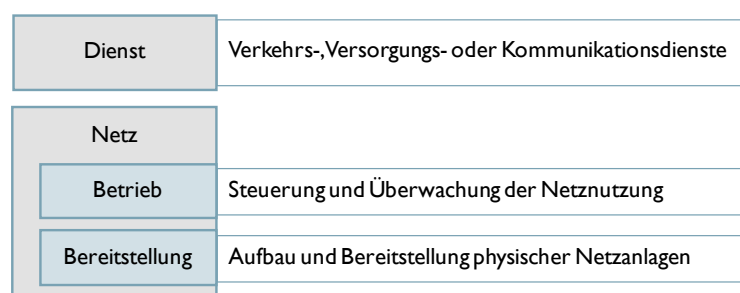 Dienst Verkehrs-, Versorgungs- oder Kommunikationsdienste
Netz
Betrieb Steuerung und Überwachung der Netznutzung
Bereitstellung Aufbau und Bereitstellung physischer Netzanlagen